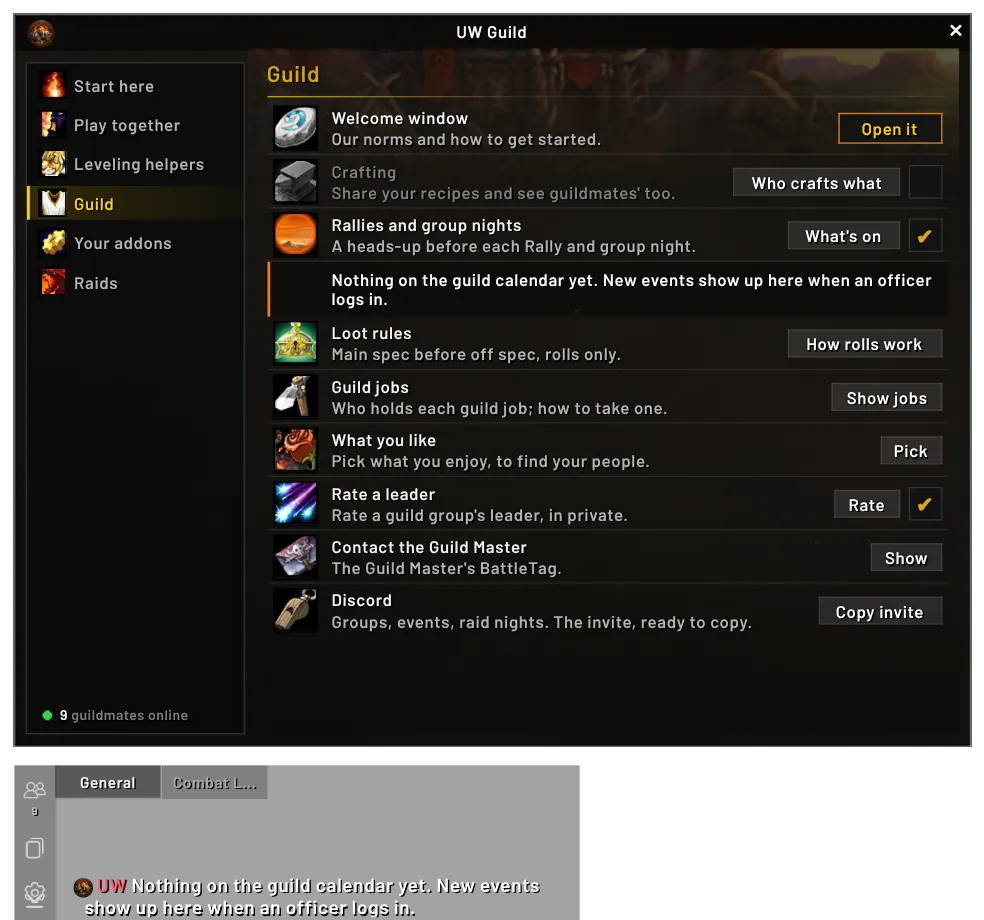 UW Guild
Start here
Play together
Leveling helpers
Guild
Your addons
Raids
9 guildmates online
Guild
Welcome window
Our norms and how to get started.
Open it
Crafting
Share your recipes and see guildmates' too.
Who crafts what
Rallies and group nights
A heads-up before each Rally and group night.
What's on
Nothing on the guild calendar yet. New events show up here when an officer
logs in.
Loot rules
Main spec before off spec, rolls only.
How rolls work
Guild jobs
Who holds each guild job; how to take one.
Show jobs
What you like
Pick what you enjoy, to find your people.
Pick
Rate a leader
Rate a guild group's leader, in private.
Rate
Contact the Guild Master
The Guild Master's BattleTag.
Show
Discord
Groups, events, raid nights. The invite, ready to copy.
Copy invite
General
Combat L...
9
UW Nothing on the guild calendar yet. New events
show up here when an officer logs in.